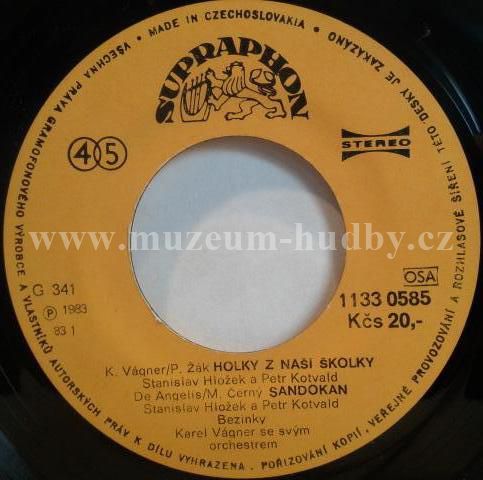 VŠECHNA PRÁVA GRAMOFONOVÉHO VÝROBCE A VLASTNÍKŮ AUTORSKÝCH PRÁV K DÍLU VYHRAZENA. POŘIZOVÁNÍ KOPIÍ, VEŘEJNÉ PROVOZOVÁNÍ A ROZHLASOVÉ ŠÍŘENÍ TÉTO DESKY JE ZAKÁZÁNO • MADE IN CZECHOSLOVAKIA •
SUPRAPHON
45
STEREO
www.muzeum-hudby.cz
G 341
OSA
Ⓟ 1983
1133 0585
83 1
Kčs 20,-
K. Vágner/P. Žák HOLKY Z NAŠÍ ŠKOLKY
Stanislav Hložek a Petr Kotvald
De Angelis/M. Černý SANDOKAN
Stanislav Hložek a Petr Kotvald
Bezinky
Karel Vágner se svým
orchestrem